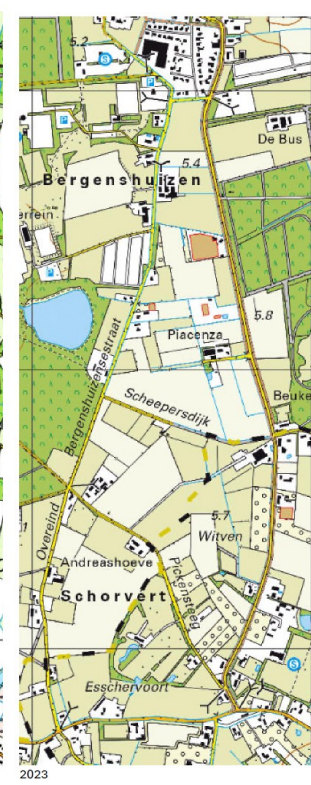 5.2
S
P
P
De Bus
5.4
Bergenshuizen
errein
P
5.8
Piacenza
Bergenshuizensestraat
Scheepersdijk
Beuke
5.7
Witven
Overeind
Andreashoeve
Pickensteeg
Schorvert
S
Esschervoort
2023